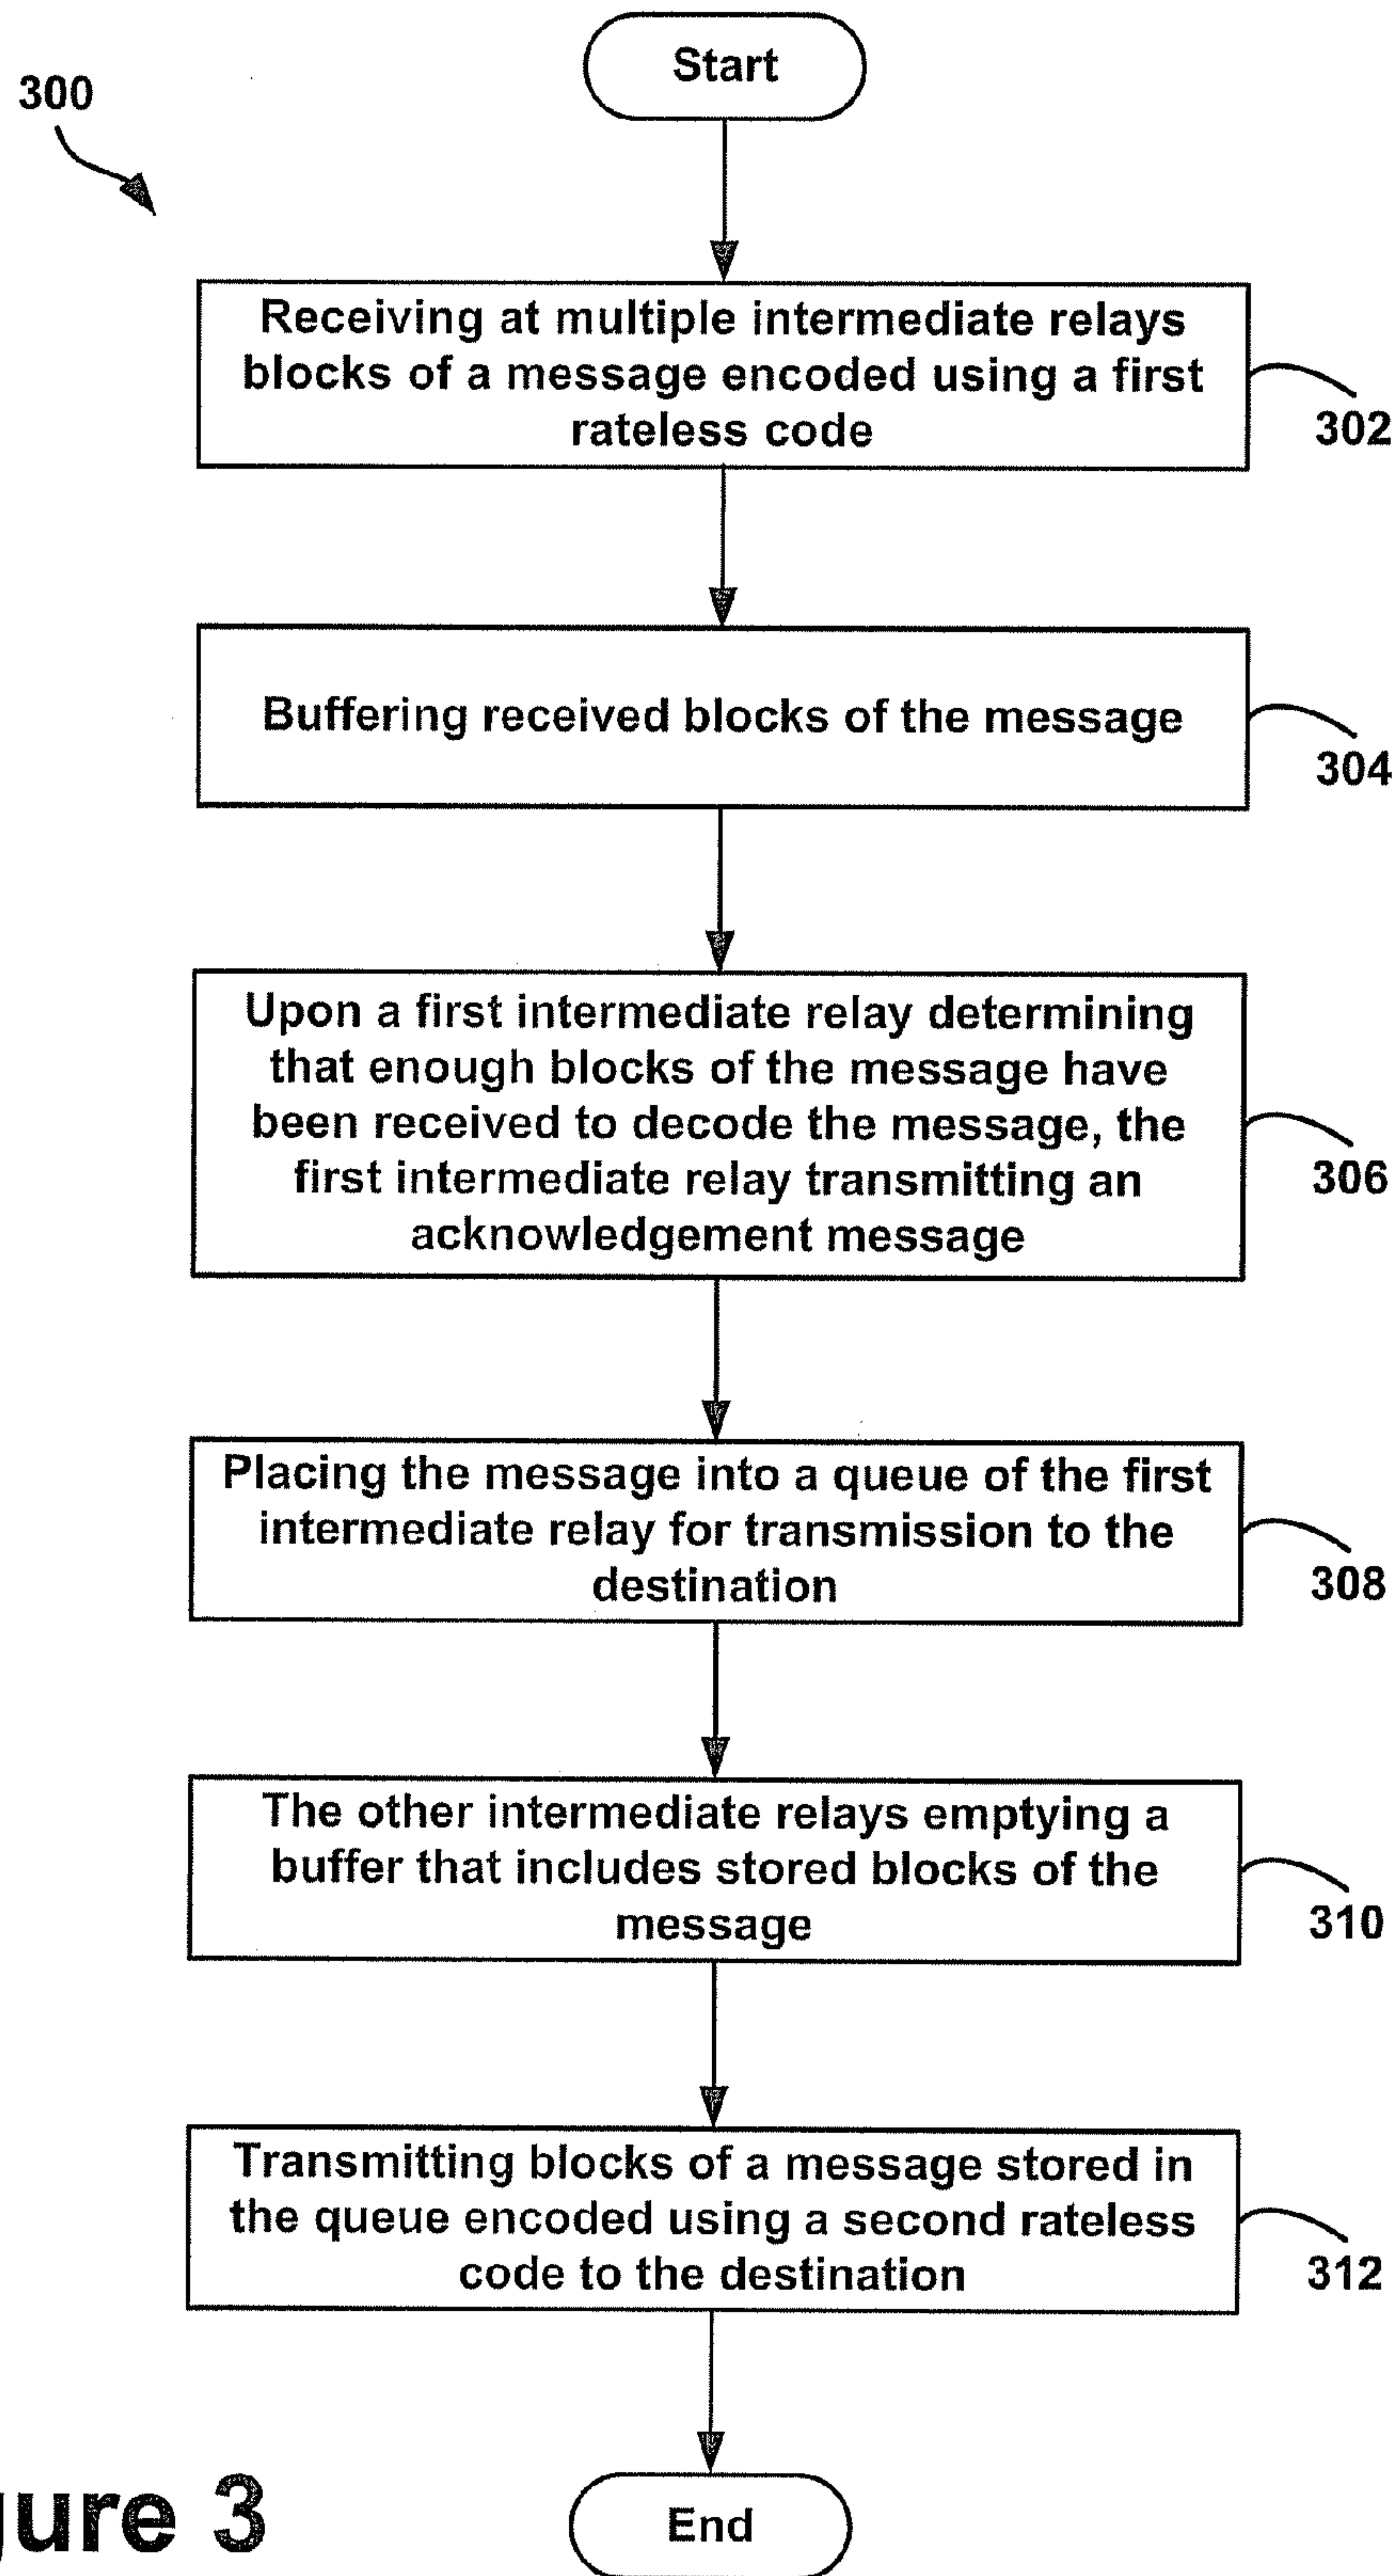 Start
300
Receiving at multiple intermediate relays
blocks of a message encoded using a first
rateless code
302
Buffering received blocks of the message
304
Upon a first intermediate relay determining
that enough blocks of the message have
been received to decode the message, the
first intermediate relay transmitting an
acknowledgement message
306
Placing the message into a queue of the first
intermediate relay for transmission to the
destination
308
The other intermediate relays emptying a
buffer that includes stored blocks of the
message
310
Transmitting blocks of a message stored in
the queue encoded using a second rateless
code to the destination
312
gure 3
End